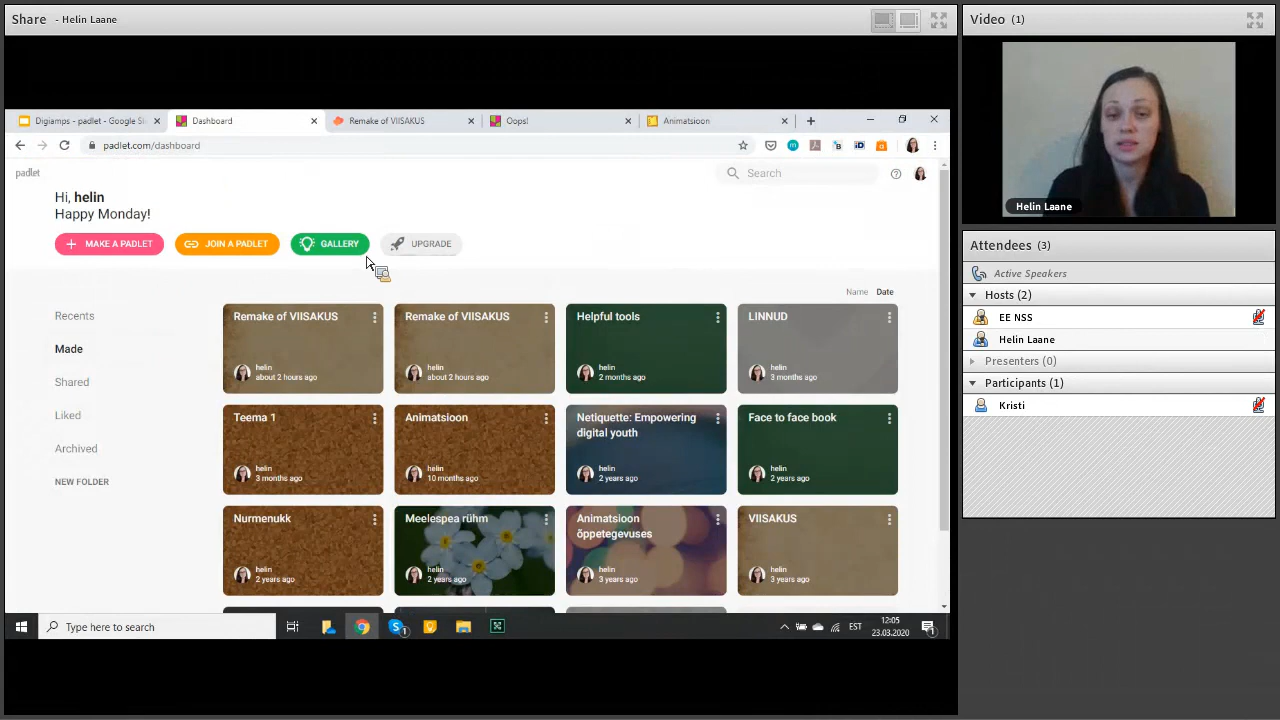 Share - Helin Laane
Digiamps - padlet - Google Sl
Dashboard
Remake of VIISAKUS
Oops!
Animatsioon
padlet.com/dashboard
padlet
Search
Hi, helin
Happy Monday!
MAKE A PADLET
JOIN A PADLET
GALLERY
UPGRADE
Name
Date
Recents
Made
Shared
Liked
Archived
NEW FOLDER
Remake of VIISAKUS
helin
about 2 hours ago
Remake of VIISAKUS
helin
about 2 hours ago
Helpful tools
helin
2 months ago
LINNUD
helin
3 months ago
Teema 1
helin
3 months ago
Animatsioon
helin
10 months ago
Netiquette: Empowering
digital youth
helin
2 years ago
Face to face book
helin
2 years ago
Nurmenukk
helin
2 years ago
Meelespea rühm
helin
2 years ago
Animatsioon
õppetegevuses
helin
3 years ago
VIISAKUS
helin
3 years ago
Type here to search
EST
12:05
23.03.2020
Video (1)
Helin Laane
Attendees (3)
Active Speakers
Hosts (2)
EE NSS
Helin Laane
Presenters (0)
Participants (1)
Kristi